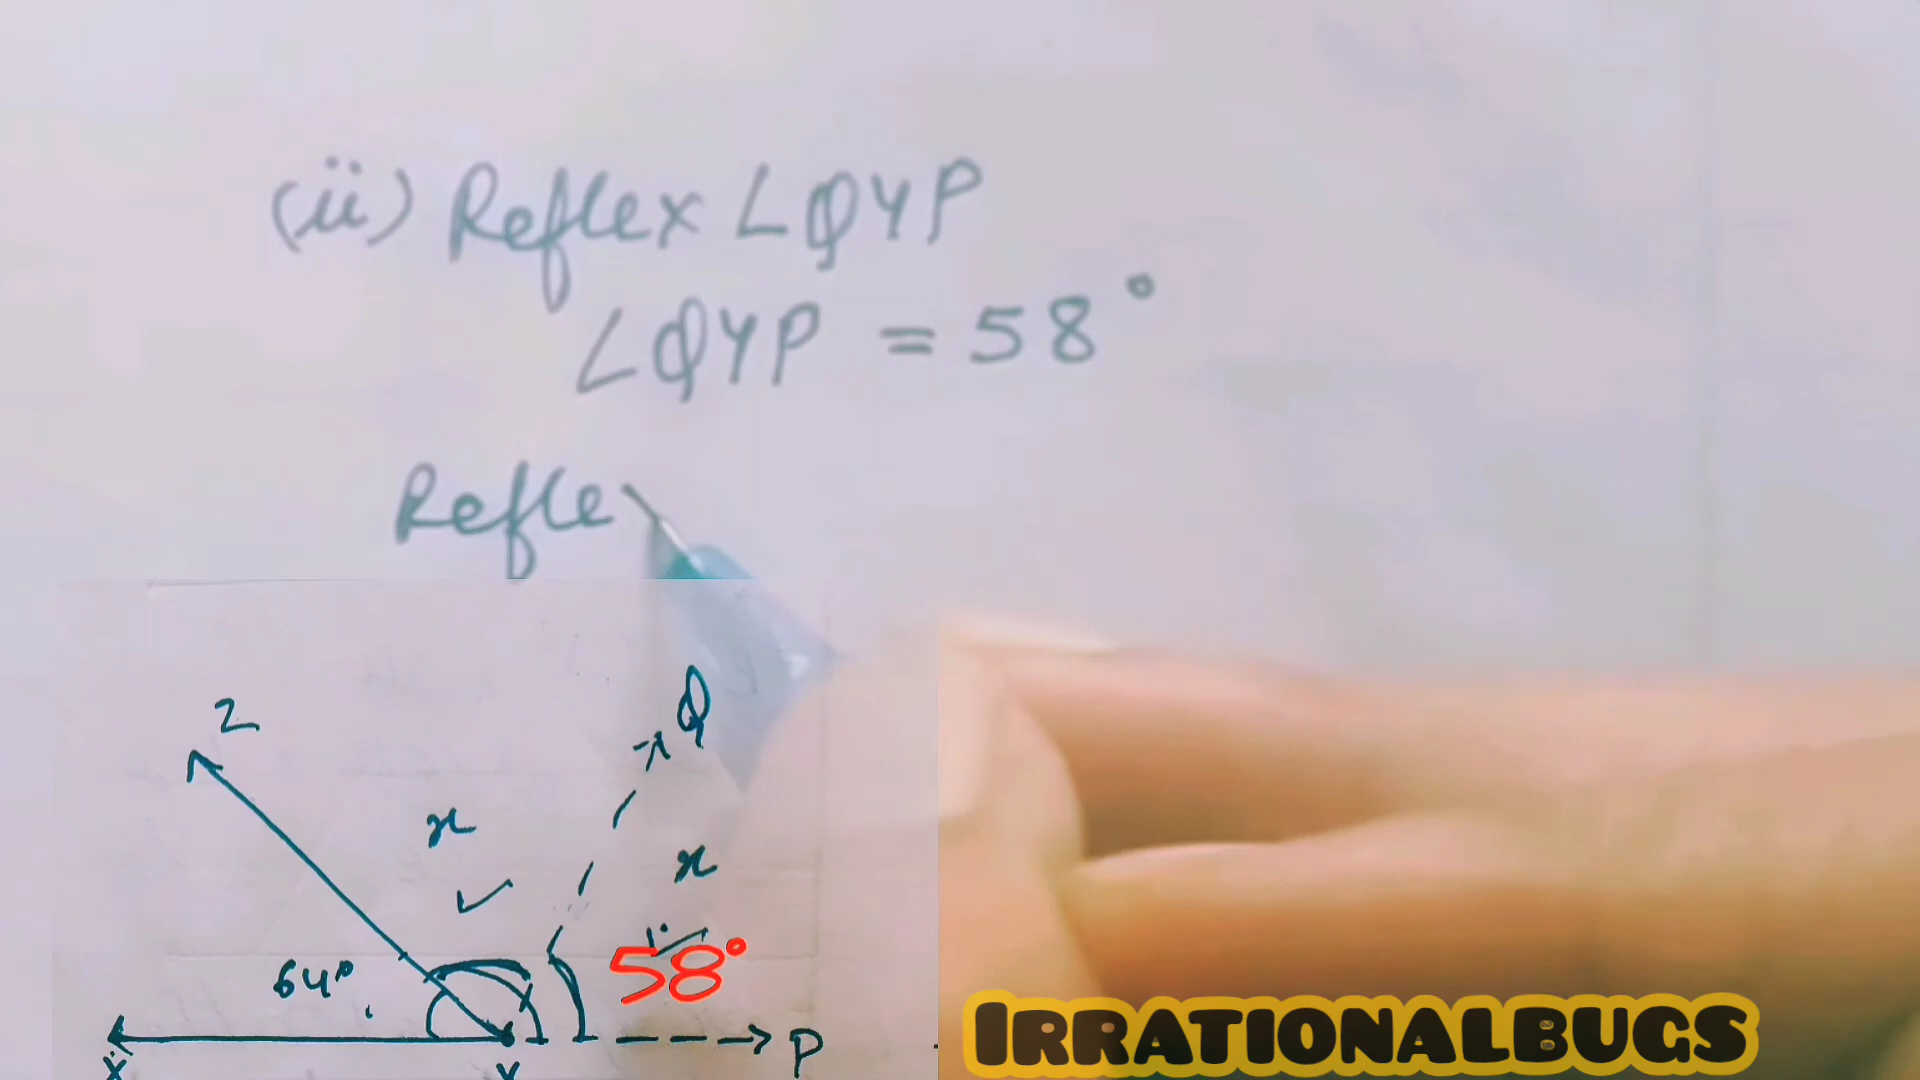 (ii) Reflex ∠QYP
∠QYP = 58°
Refle
Z
Q
x
x
58°
64°
X
Y
P
IRRATIONALBUGS